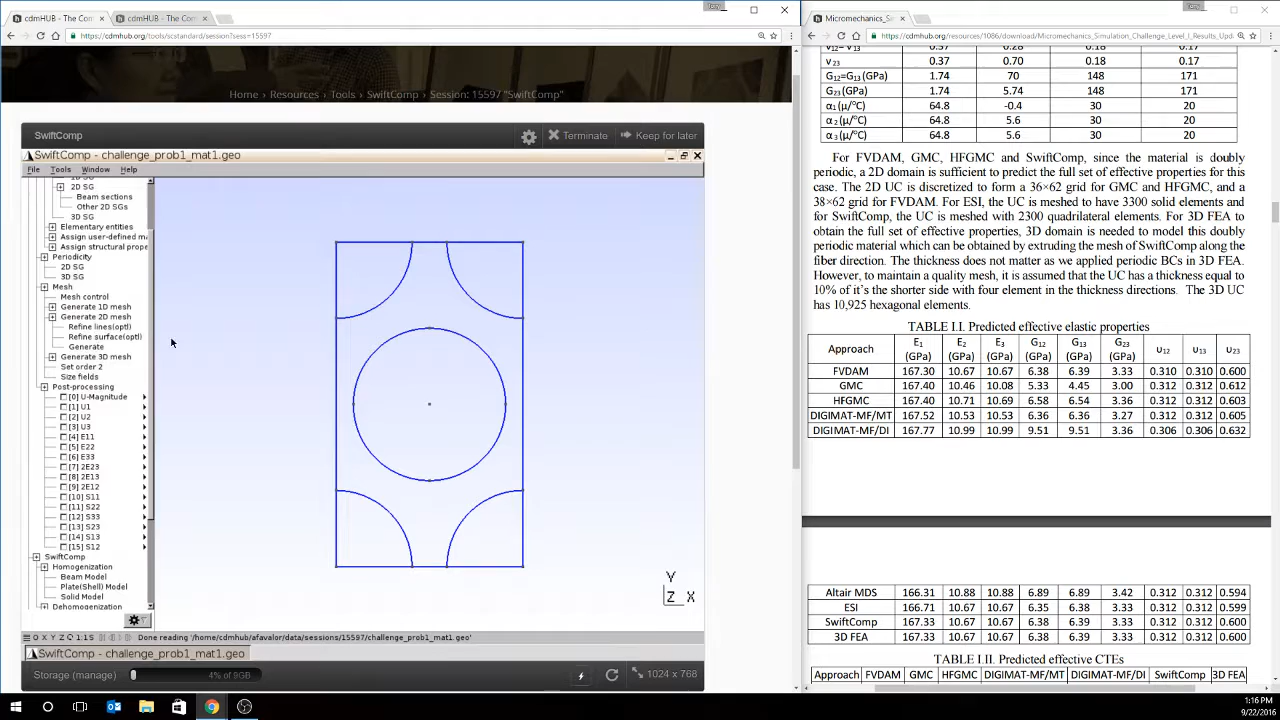 Tony
Tony
cdmHUB - The Com
cdmHUB - The Com
Micromechanics_Si
https://cdmhub.org/tools/scstandard/session?sess=15597
https://cdmhub.org/resources/1086/download/Micromechanics_Simulation_Challenge_Level_I_Results_Upd
Home › Resources › Tools › SwiftComp › Session: 15597 "SwiftComp"
SwiftComp
Terminate
Keep for later
SwiftComp - challenge_prob1_mat1.geo
File Tools Window Help
2D SG
Beam sections
Other 2D SGs
3D SG
Elementary entities
Assign user-defined ma
Assign structural prope
Periodicity
2D SG
3D SG
Mesh
Mesh control
Generate 1D mesh
Generate 2D mesh
Refine lines(optl)
Refine surface(optl)
Generate
Generate 3D mesh
Set order 2
Size fields
Post-processing
[0] U-Magnitude
[1] U1
[2] U2
[3] U3
[4] E11
[5] E22
[6] E33
[7] 2E23
[8] 2E13
[9] 2E12
[10] S11
[11] S22
[12] S33
[13] S23
[14] S13
[15] S12
SwiftComp
Homogenization
Beam Model
Plate(Shell) Model
Solid Model
Dehomogenization
Y
Z X
O X Y Z 1:1 S Done reading '/home/cdmhub/afavalor/data/sessions/15597/challenge_prob1_mat1.geo'
SwiftComp - challenge_prob1_mat1.geo
Storage (manage) 4% of 9GB 1024 x 768
ν12= ν13 0.37 0.28 0.18 0.17
ν 23 0.37 0.70 0.18 0.17
G12=G13(GPa) 1.74 70 148 171
G23(GPa) 1.74 5.74 148 171
α1(μ/°C) 64.8 -0.4 30 20
α 2(μ/°C) 64.8 5.6 30 20
α 3(μ/°C) 64.8 5.6 30 20
For FVDAM, GMC, HFGMC and SwiftComp, since the material is doubly
periodic, a 2D domain is sufficient to predict the full set of effective properties for this
case. The 2D UC is discretized to form a 36×62 grid for GMC and HFGMC, and a
38×62 grid for FVDAM. For ESI, the UC is meshed to have 3300 solid elements and
for SwiftComp, the UC is meshed with 2300 quadrilateral elements. For 3D FEA to
obtain the full set of effective properties, 3D domain is needed to model this doubly
periodic material which can be obtained by extruding the mesh of SwiftComp along the
fiber direction. The thickness does not matter as we applied periodic BCs in 3D FEA.
However, to maintain a quality mesh, it is assumed that the UC has a thickness equal to
10% of it's the shorter side with four element in the thickness directions. The 3D UC
has 10,925 hexagonal elements.
TABLE I.I. Predicted effective elastic properties
Approach E1 (GPa) E2 (GPa) E3 (GPa) G12 (GPa) G13 (GPa) G23 (GPa) υ12 υ13 υ23
FVDAM 167.30 10.67 10.67 6.38 6.39 3.33 0.310 0.310 0.600
GMC 167.40 10.46 10.08 5.33 4.45 3.00 0.312 0.312 0.612
HFGMC 167.40 10.71 10.69 6.58 6.54 3.36 0.312 0.312 0.603
DIGIMAT-MF/MT 167.52 10.53 10.53 6.36 6.36 3.27 0.312 0.312 0.605
DIGIMAT-MF/DI 167.77 10.99 10.99 9.51 9.51 3.36 0.306 0.306 0.632
Altair MDS 166.31 10.88 10.88 6.89 6.89 3.42 0.312 0.312 0.594
ESI 166.71 10.67 10.67 6.35 6.38 3.33 0.312 0.312 0.599
SwiftComp 167.33 10.67 10.67 6.38 6.39 3.33 0.312 0.312 0.600
3D FEA 167.33 10.67 10.67 6.38 6.39 3.33 0.312 0.312 0.600
TABLE I.II. Predicted effective CTEs
Approach FVDAM GMC HFGMC DIGIMAT-MF/MT DIGIMAT-MF/DI SwiftComp 3D FEA
1:16 PM
9/22/2016